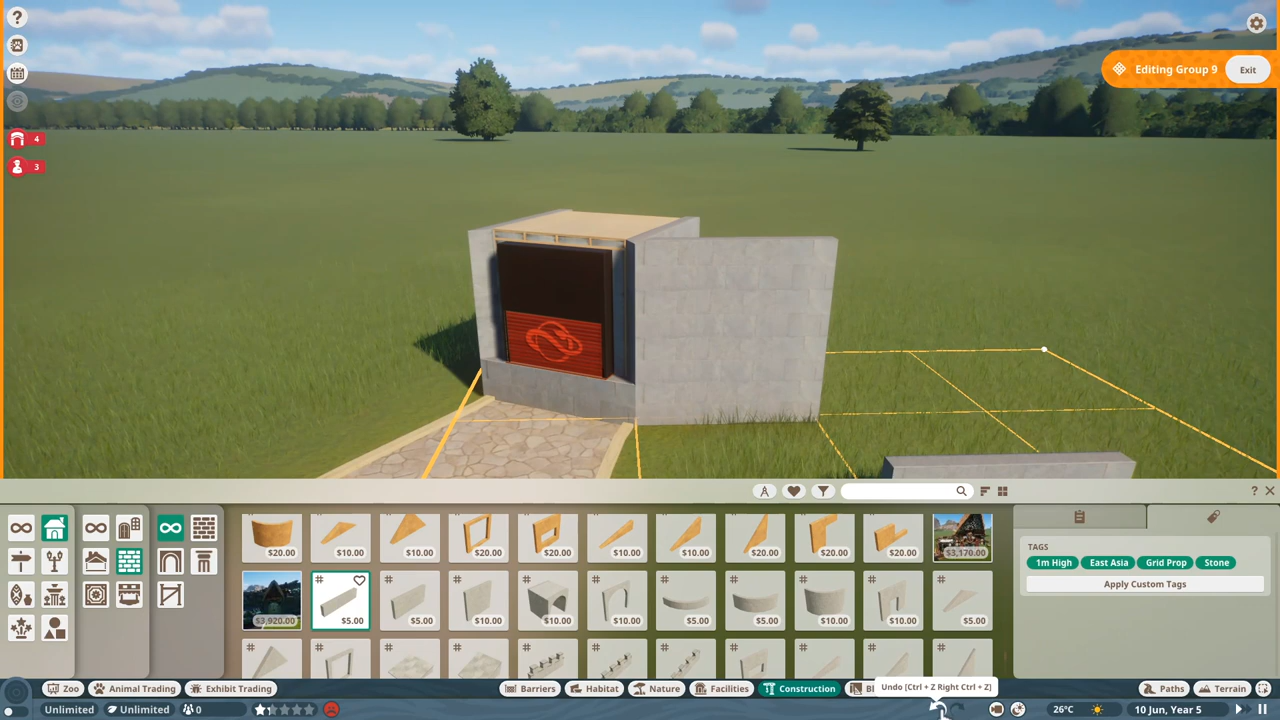 ?
Editing Group 9
Exit
4
3
?
$20.00
$10.00
$10.00
$20.00
$20.00
$10.00
$10.00
$20.00
$20.00
$20.00
$3,170.00
$3,920.00
$5.00
$5.00
$10.00
$10.00
$10.00
$5.00
$5.00
$10.00
$10.00
$5.00
TAGS
1m High
East Asia
Grid Prop
Stone
Apply Custom Tags
Undo [Ctrl + Z Right Ctrl + Z]
Zoo
Animal Trading
Exhibit Trading
Barriers
Habitat
Nature
Facilities
Construction
Paths
Terrain
Unlimited
Unlimited
0
26°C
10 Jun, Year 5